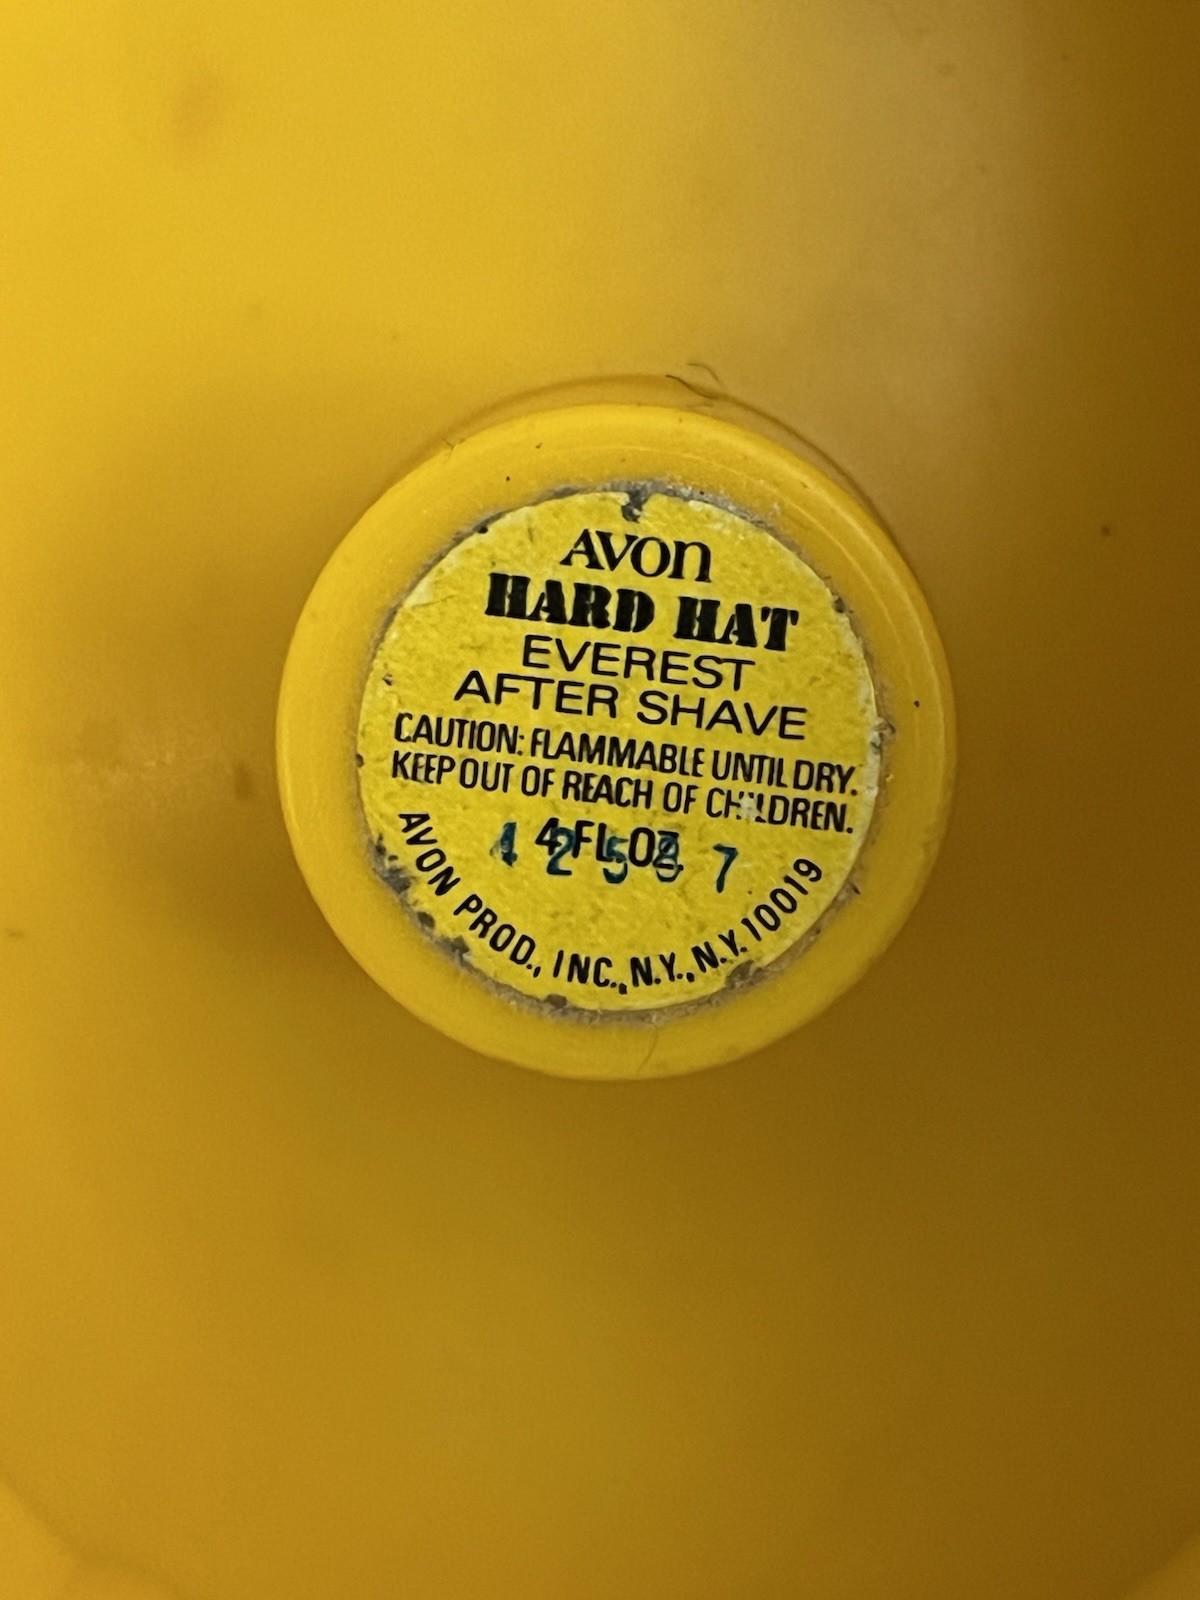 AVON
HARD HAT
EVEREST
AFTER SHAVE
CAUTION: FLAMMABLE UNTIL DRY.
KEEP OUT OF REACH OF CHILDREN.
4 FL. OZ.
AVON PROD., INC., N.Y., N.Y. 10019